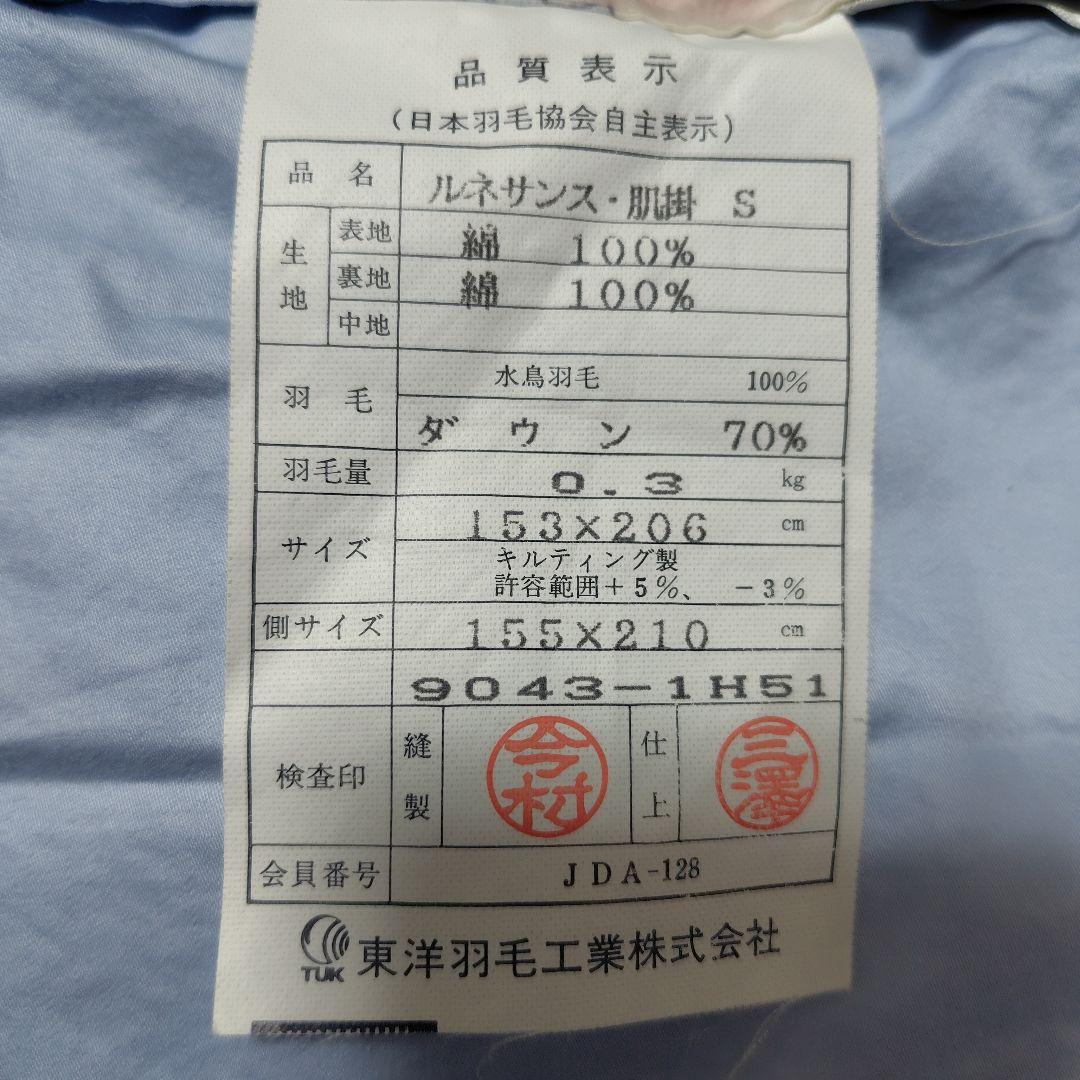 品質表示
(日本羽毛協会自主表示)
品名 ルネサンス・肌掛 S
生地 表地 綿 100%
裏地 綿 100%
中地
羽毛 水鳥羽毛 100%
ダウン 70%
羽毛量 0.3 kg
サイズ 153×206 cm
キルティング製
許容範囲+5%、 -3%
側サイズ 155×210 cm
9043-1H51
検査印 縫製 今村 仕上 三澤
会員番号 JDA-128
TUK 東洋羽毛工業株式会社